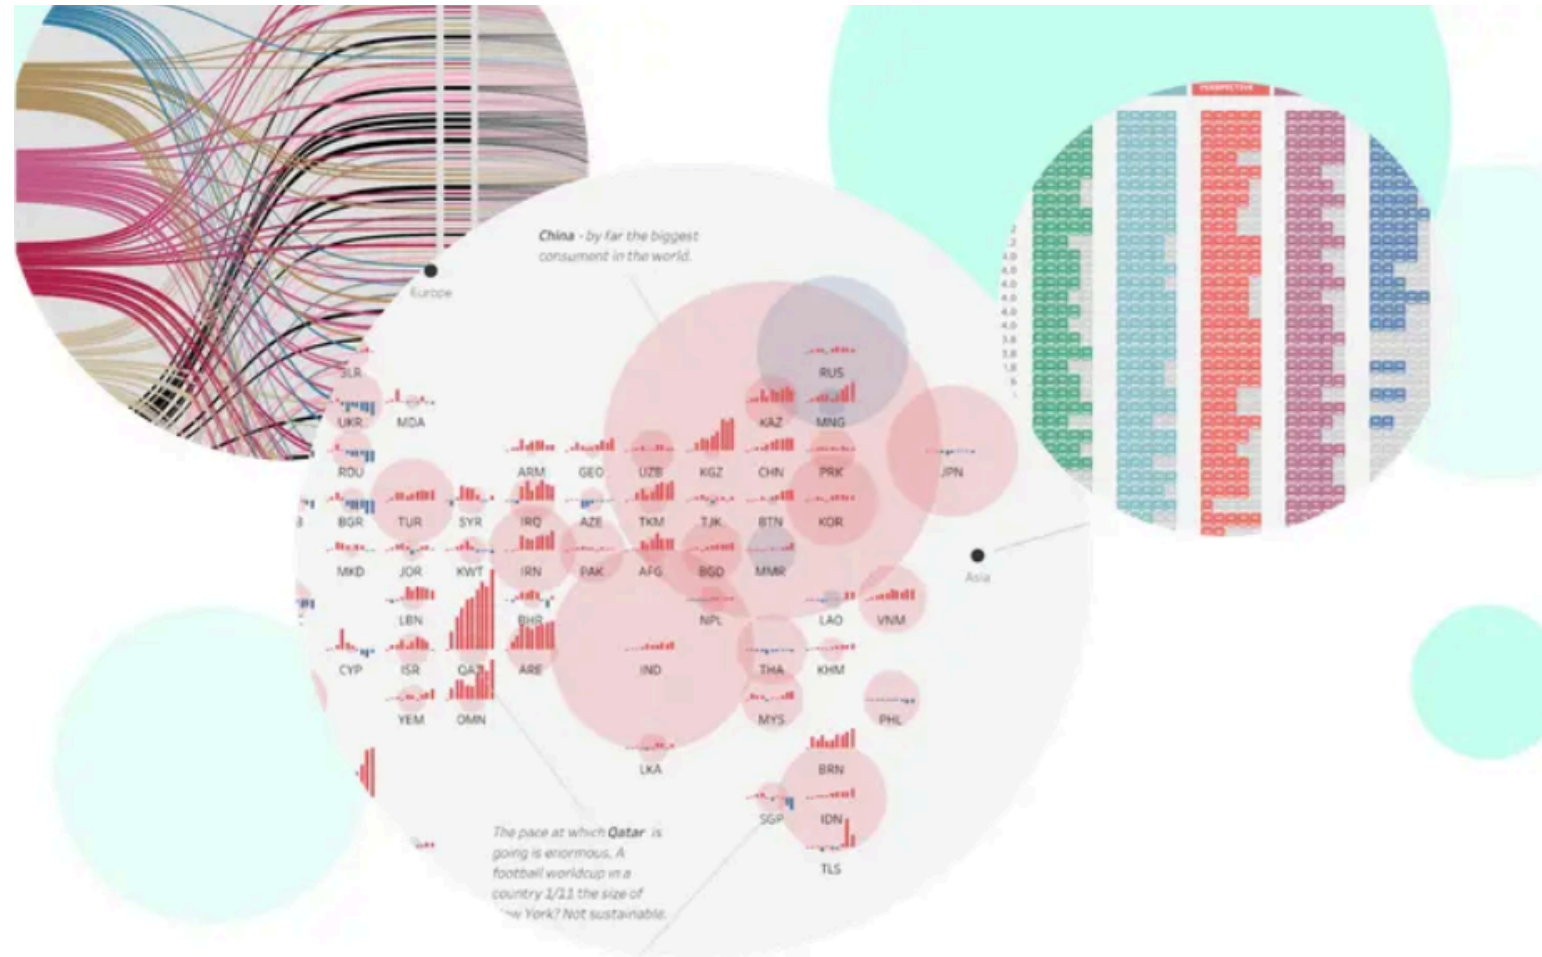 PERSPECTIVE
China - by far the biggest
consument in the world.
Europe
RUS
UKR MDA KAZ MNG
ROU ARM GEO UZB KGZ CHN PRK JPN
BGR TUR SYR IRQ AZE TKM TJK BTN KOR
MKD JOR KWT IRN PAK AFG BGD MMR
Asia
LBN BHR NPL LAO VNM
CYP ISR QAT ARE IND THA KHM
YEM OMN MYS PHL
LKA BRN
SGP IDN
TLS
The pace at which Qatar is
going is enormous. A
football worldcup in a
country 1/11 the size of
York? Not sustainable.